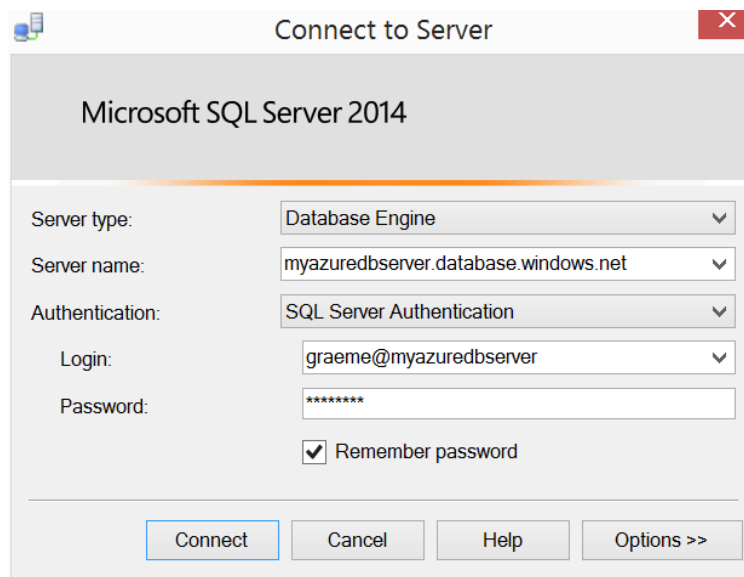 Connect to Server
Microsoft SQL Server 2014
Server type: Database Engine
Server name: myazuredbserver.database.windows.net
Authentication: SQL Server Authentication
Login: graeme@myazuredbserver
Password: ********
Remember password
Connect Cancel Help Options >>